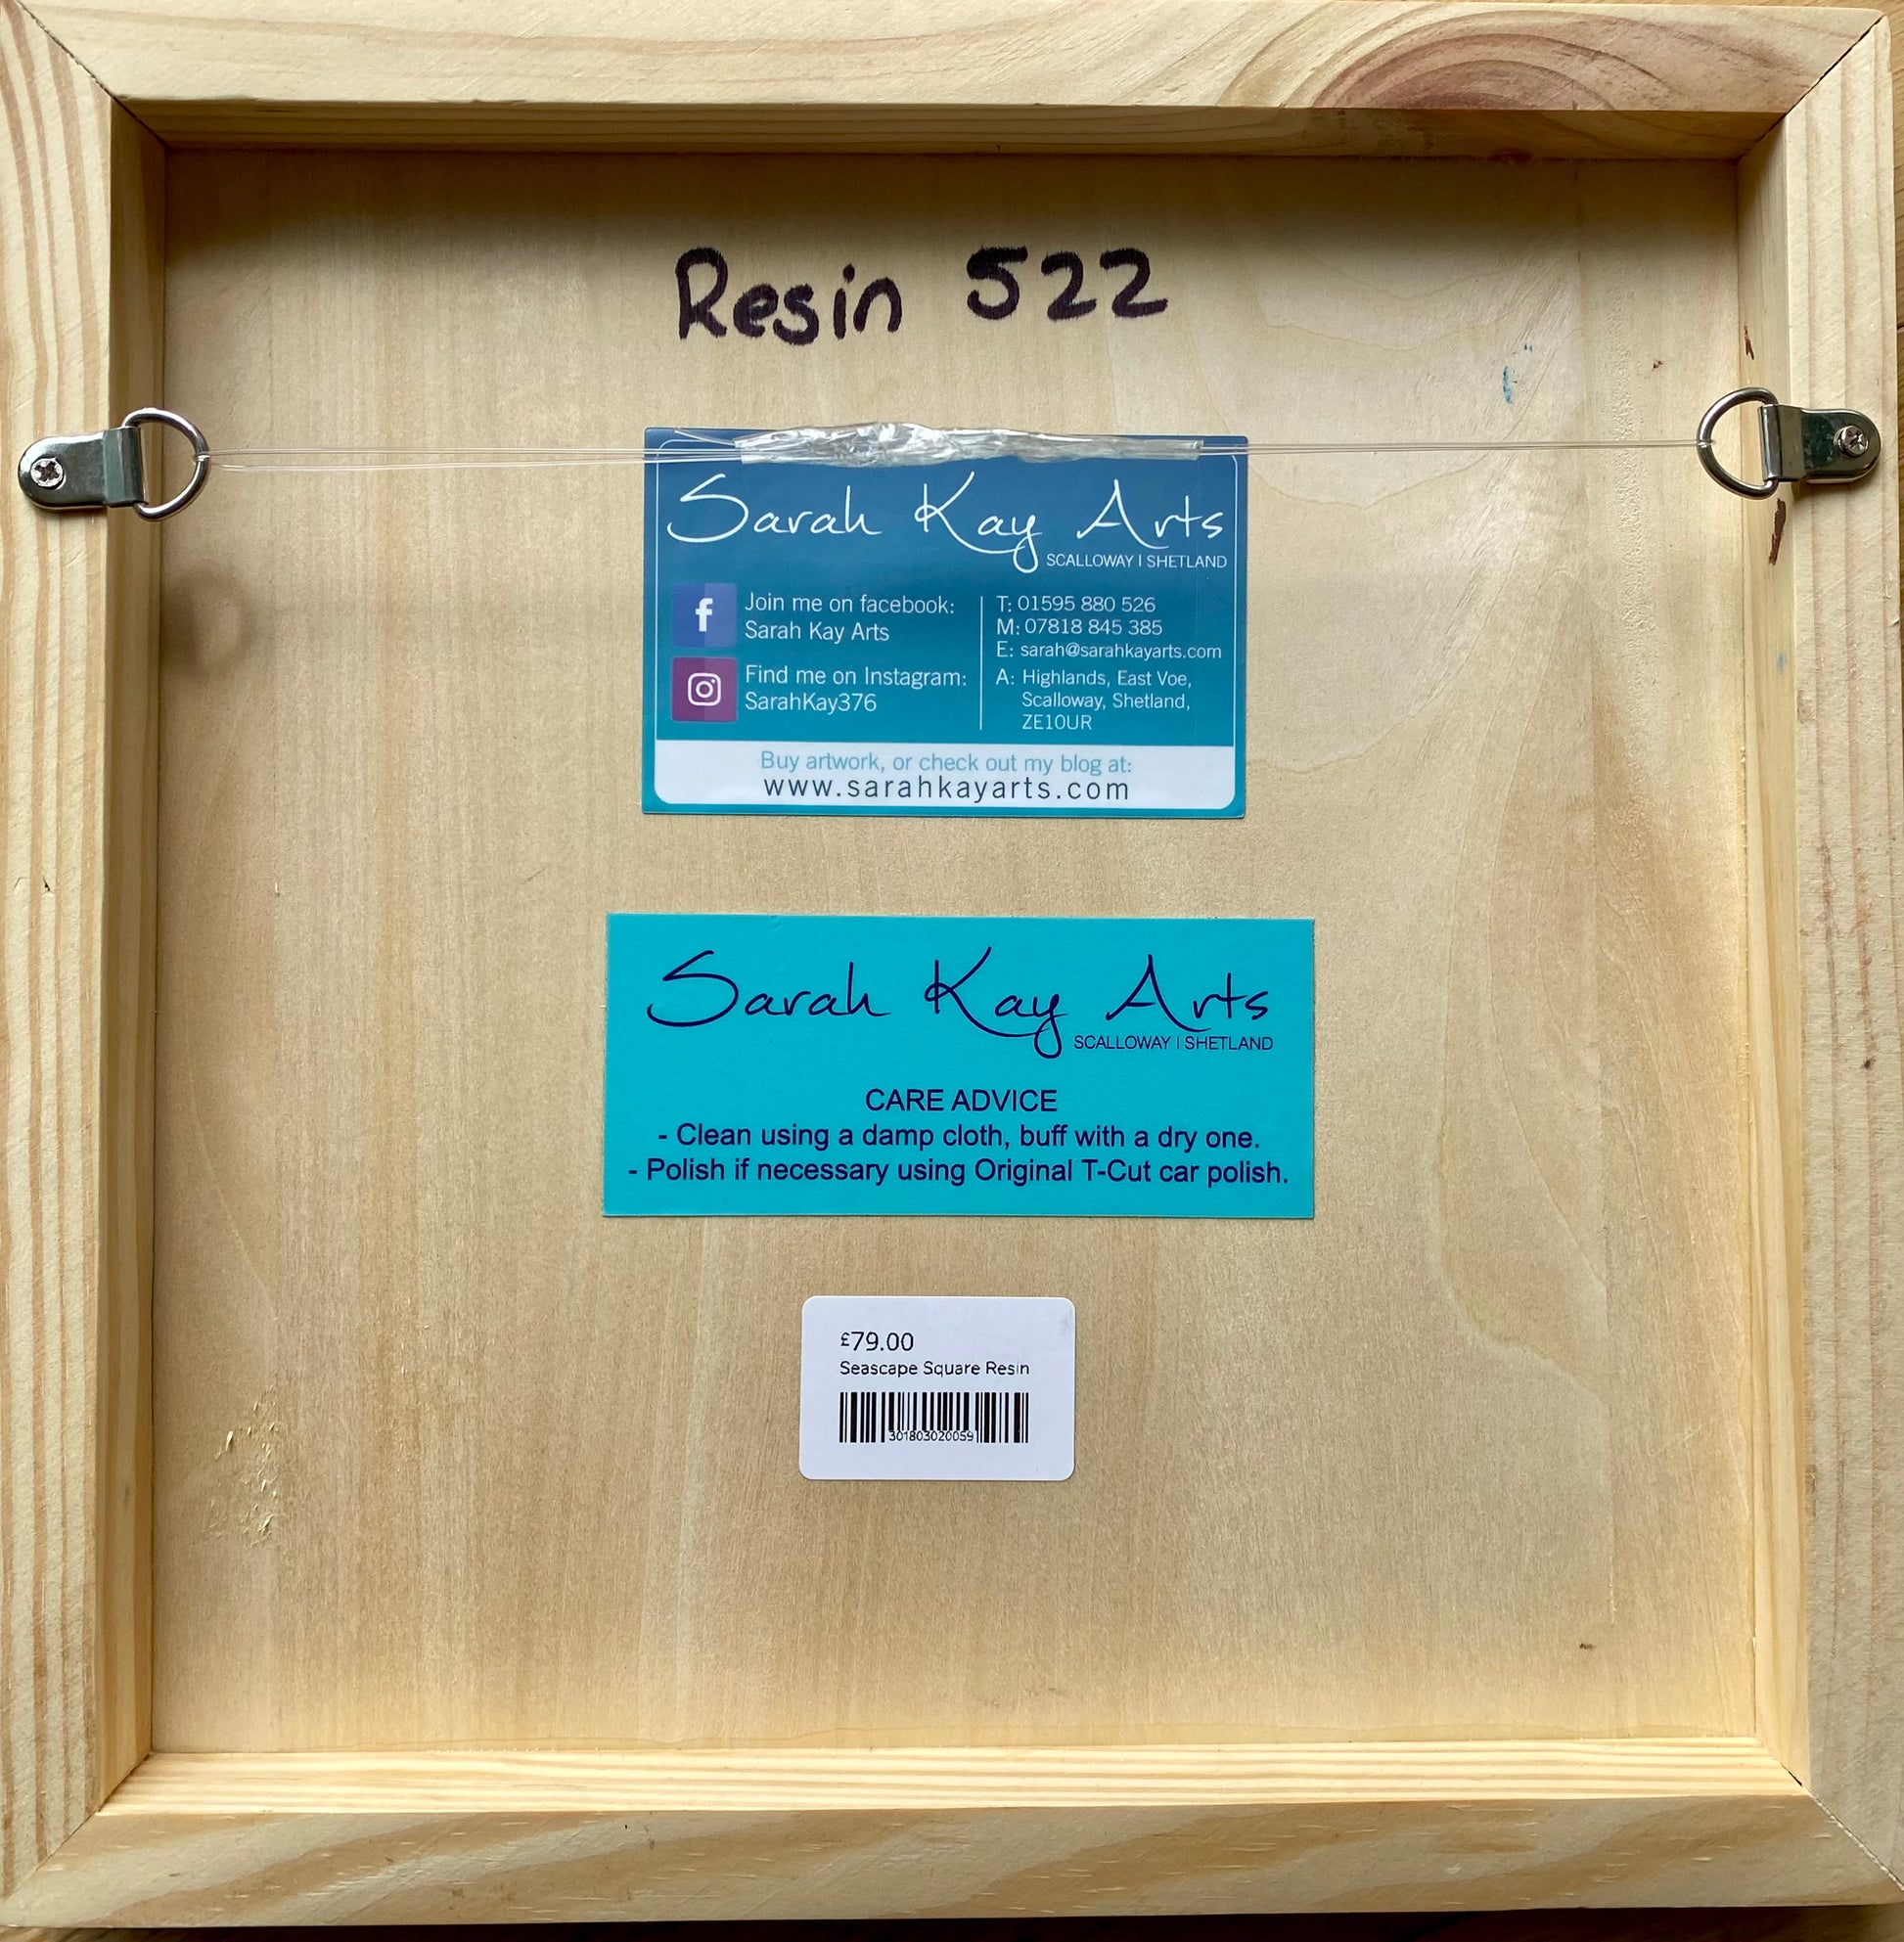 Resin 522
Sarah Kay Arts
SCALLOWAY | SHETLAND
Join me on facebook:
Sarah Kay Arts
Find me on Instagram:
SarahKay376
T: 01595 880 526
M: 07818 845 385
E: sarah@sarahkayarts.com
A: Highlands, East Voe,
Scalloway, Shetland,
ZE10UR
Buy artwork, or check out my blog at:
www.sarahkayarts.com
Sarah Kay Arts
SCALLOWAY | SHETLAND
CARE ADVICE
- Clean using a damp cloth, buff with a dry one.
- Polish if necessary using Original T-Cut car polish.
£79.00
Seascape Square Resin
301803020059